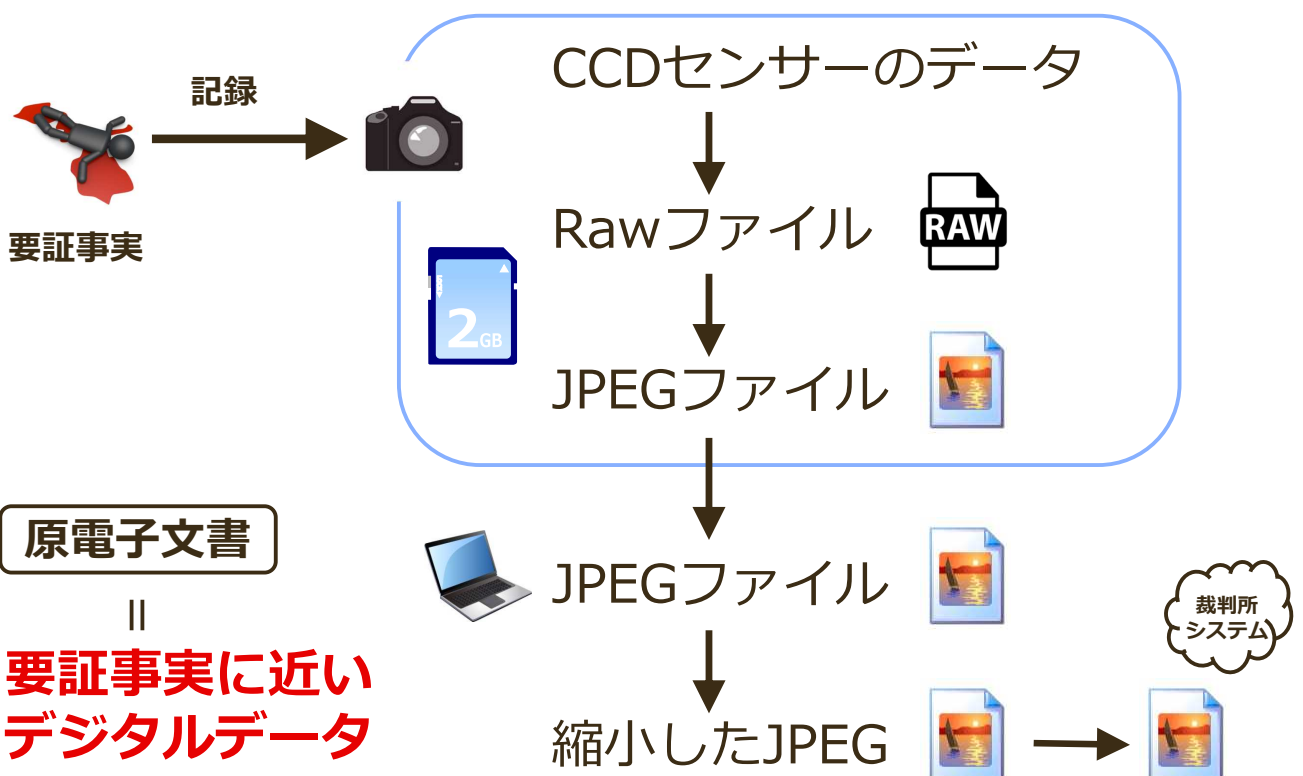 CCDセンサーのデータ
記録
要証事実
Rawファイル
RAW
2GB
JPEGファイル
原電子文書
=
要証事実に近い
デジタルデータ
JPEGファイル
裁判所
システム
縮小したJPEG